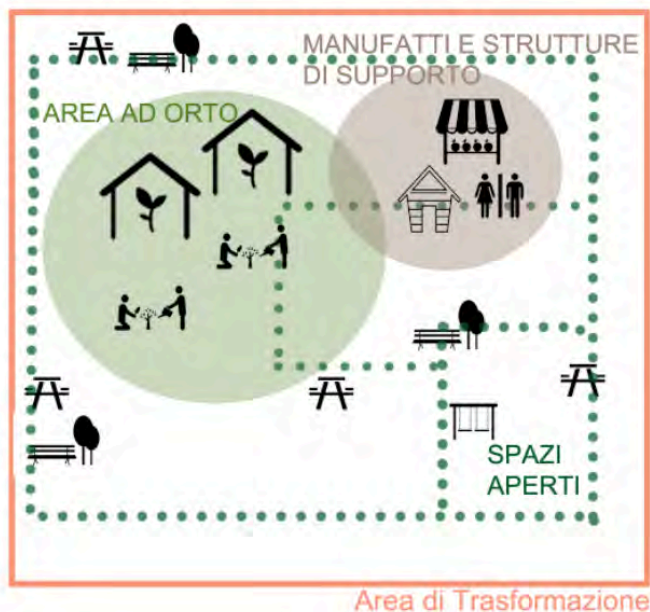 MANUFATTI E STRUTTURE
DI SUPPORTO
AREA AD ORTO
SPAZI
APERTI
Area di Trasformazione